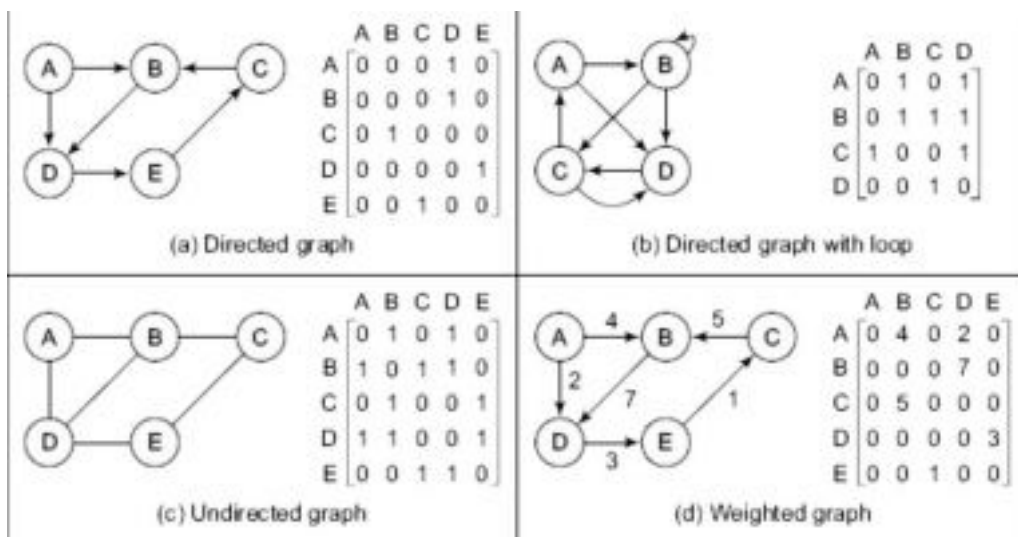 A B C
D E
A B C D E
A 0 0 0 1 0
B 0 0 0 1 0
C 0 1 0 0 0
D 0 0 0 0 1
E 0 0 1 0 0
(a) Directed graph
A B
C D
A B C D
A 0 1 0 1
B 0 1 1 1
C 1 0 0 1
D 0 0 1 0
(b) Directed graph with loop
A B C
D E
A B C D E
A 0 1 0 1 0
B 1 0 1 1 0
C 0 1 0 0 1
D 1 1 0 0 1
E 0 0 1 1 0
(c) Undirected graph
4 5
A B C
2 7 1
D E
3
A B C D E
A 0 4 0 2 0
B 0 0 0 7 0
C 0 5 0 0 0
D 0 0 0 0 3
E 0 0 1 0 0
(d) Weighted graph